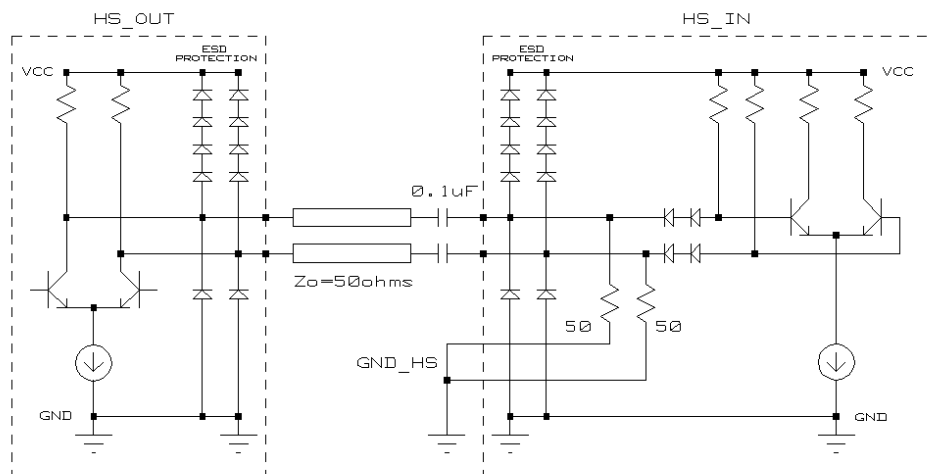 HS_OUT
HS_IN
ESD
PROTECTION
ESD
PROTECTION
VCC
VCC
0.1uF
Zo=50ohms
50
50
GND_HS
GND
GND